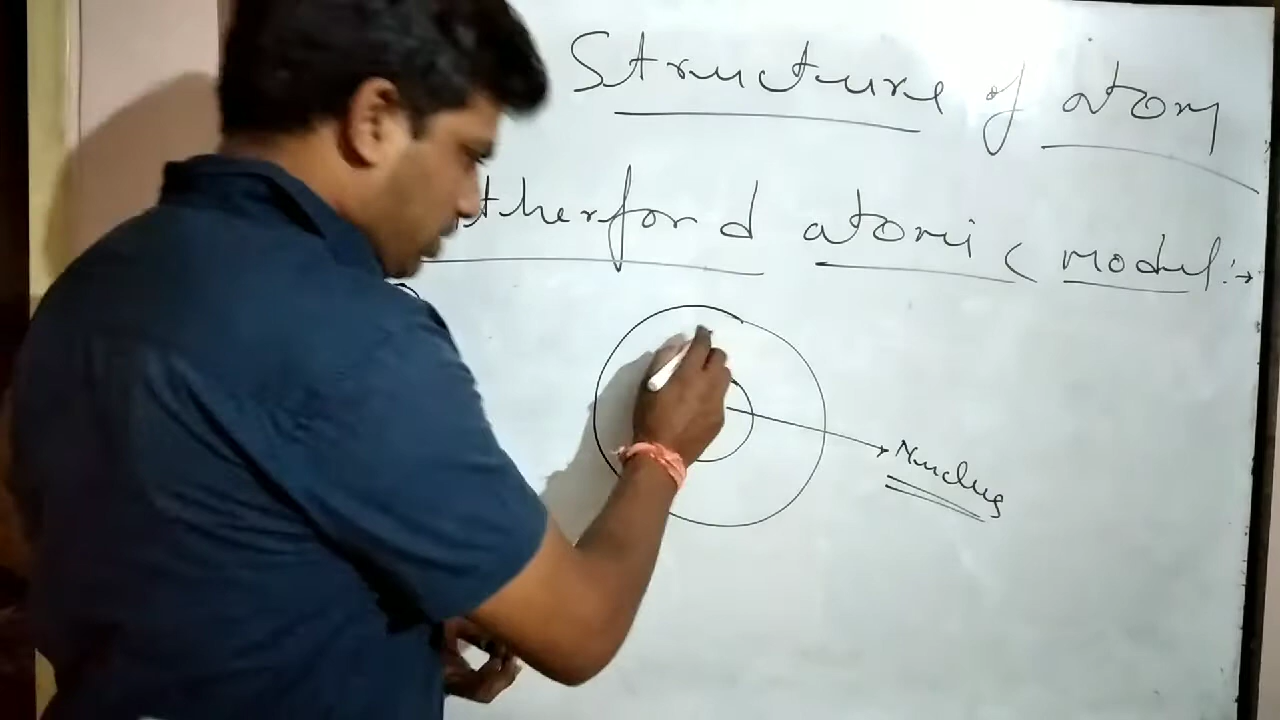 Structure of atom
therford atomic model:→
Nucleus